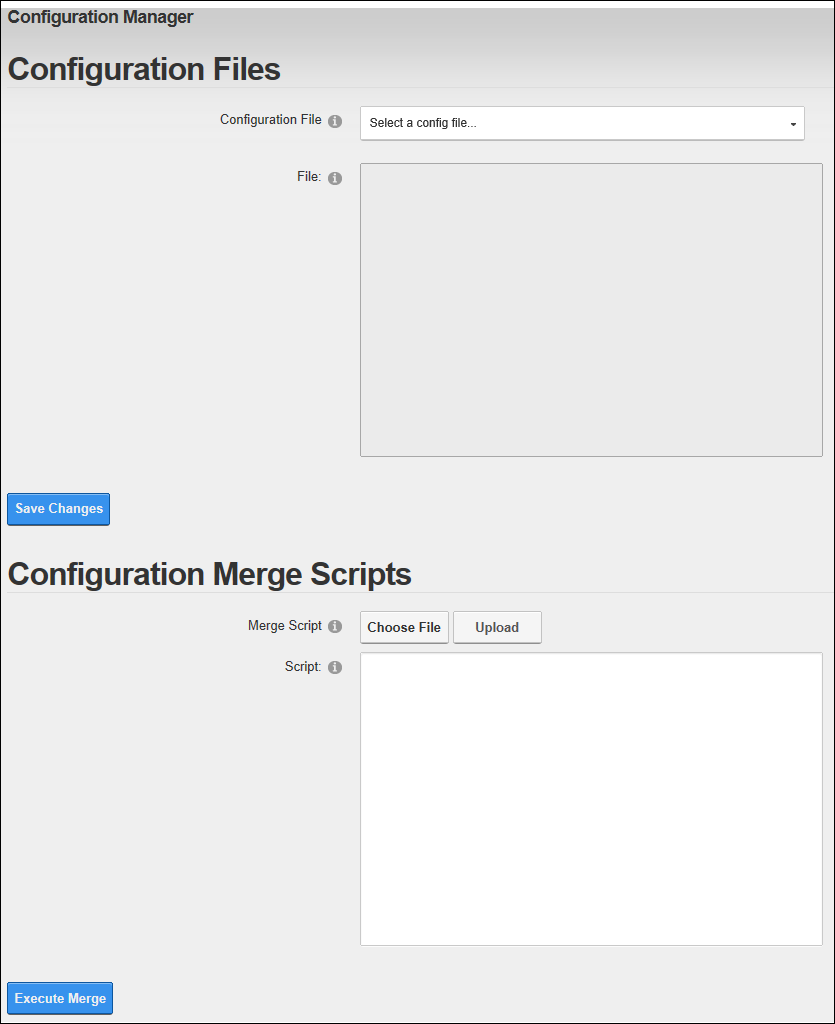 Configuration Manager
Configuration Files
Configuration File
Select a config file...
File:
Save Changes
Configuration Merge Scripts
Merge Script
Choose File
Upload
Script:
Execute Merge